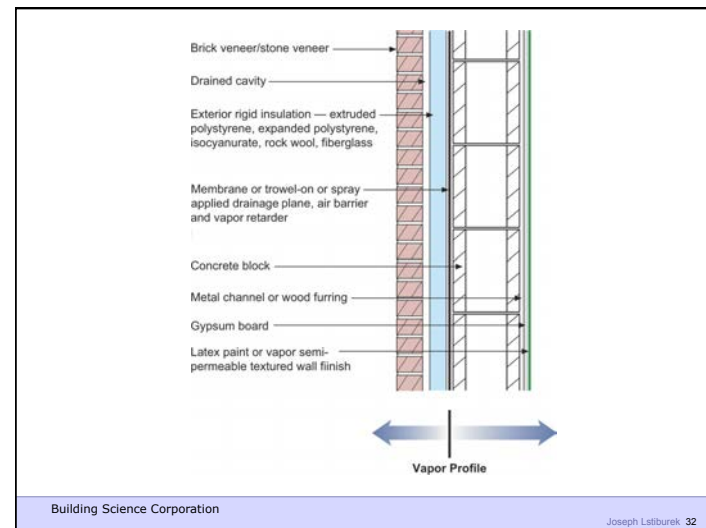 Brick veneer/stone veneer
Drained cavity
Exterior rigid insulation — extruded
polystyrene, expanded polystyrene,
isocyanurate, rock wool, fiberglass
Membrane or trowel-on or spray
applied drainage plane, air barrier
and vapor retarder
Concrete block
Metal channel or wood furring
Gypsum board
Latex paint or vapor semi-
permeable textured wall fiinish
Vapor Profile
Building Science Corporation
Joseph Lstiburek 32